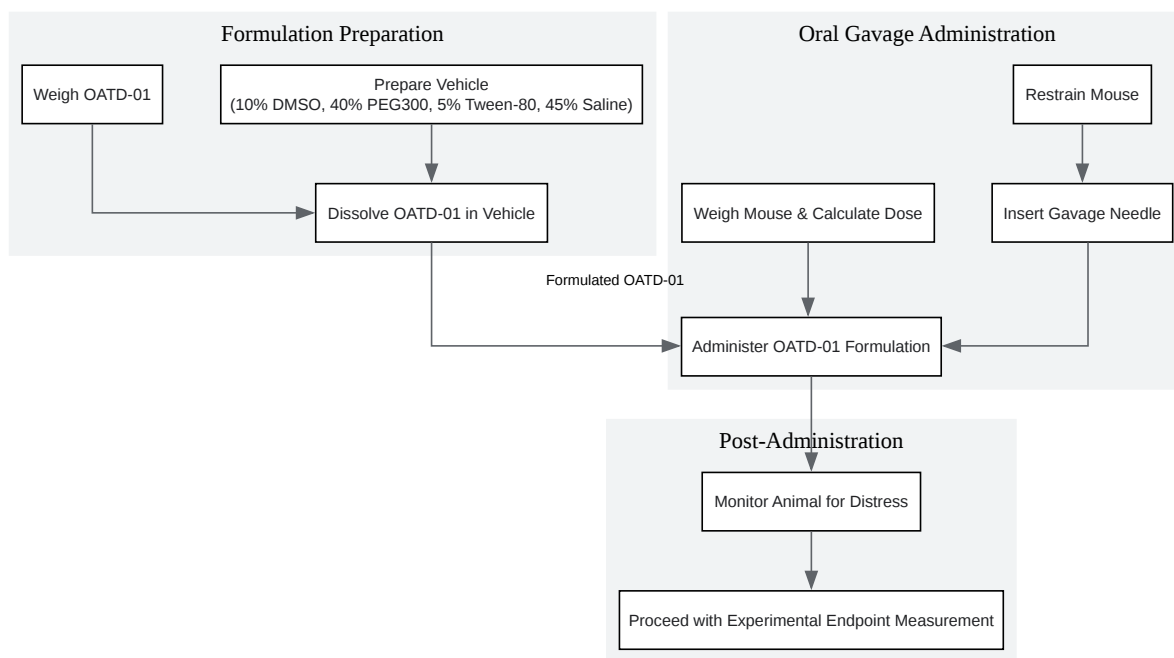 Formulation Preparation
Oral Gavage Administration
Weigh OATD-01
Prepare Vehicle
(10% DMSO, 40% PEG300, 5% Tween-80, 45% Saline)
Restrain Mouse
Dissolve OATD-01 in Vehicle
Weigh Mouse & Calculate Dose
Insert Gavage Needle
Formulated OATD-01
Administer OATD-01 Formulation
Post-Administration
Monitor Animal for Distress
Proceed with Experimental Endpoint Measurement